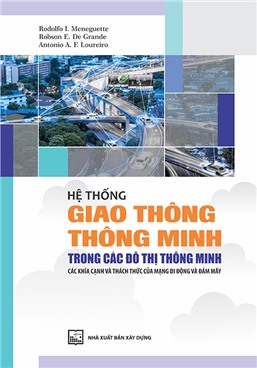 Rodolfo I. Meneguette
Robson E. De Grande
Antonio A. F. Loureiro
HỆ THỐNG
GIAO THÔNG
THÔNG MINH
TRONG CÁC ĐÔ THỊ THÔNG MINH
CÁC KHÍA CẠNH VÀ THÁCH THỨC CỦA MẠNG DI ĐỘNG VÀ ĐÁM MÂY
NHÀ XUẤT BẢN XÂY DỰNG